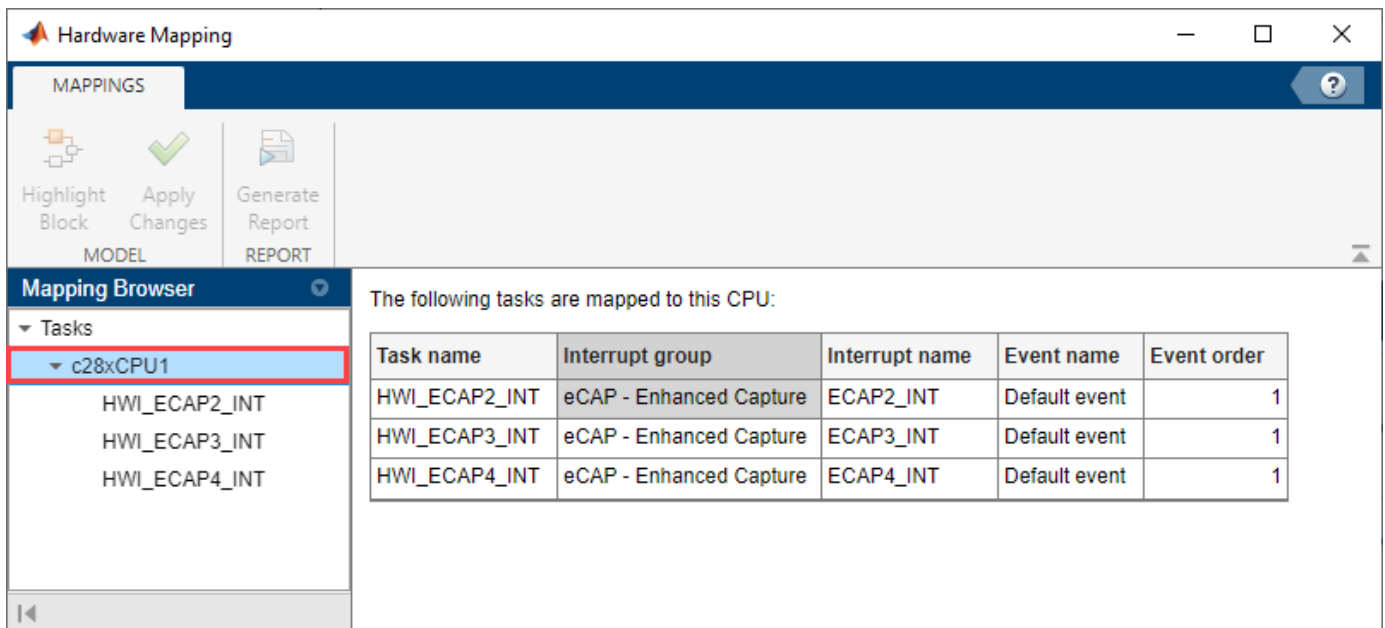 Hardware Mapping
MAPPINGS
?
Highlight Block
Apply Changes
Generate Report
MODEL
REPORT
Mapping Browser
Tasks
c28xCPU1
HWI_ECAP2_INT
HWI_ECAP3_INT
HWI_ECAP4_INT
The following tasks are mapped to this CPU:
Task name Interrupt group Interrupt name Event name Event order
HWI_ECAP2_INT eCAP - Enhanced Capture ECAP2_INT Default event 1
HWI_ECAP3_INT eCAP - Enhanced Capture ECAP3_INT Default event 1
HWI_ECAP4_INT eCAP - Enhanced Capture ECAP4_INT Default event 1